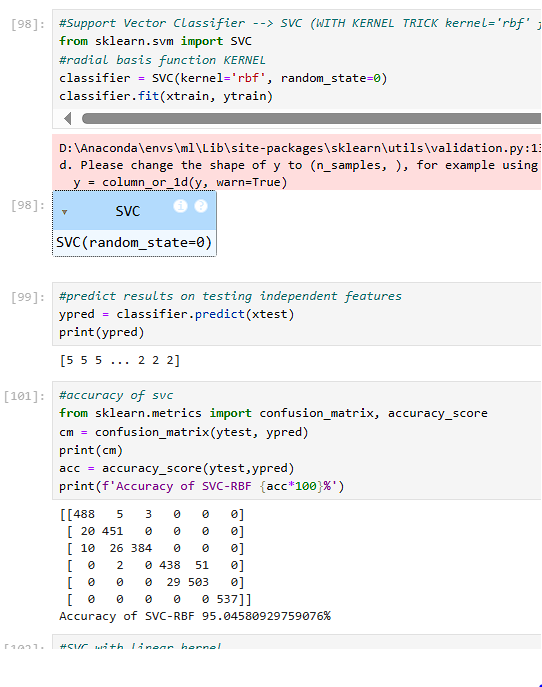 [98]: #Support Vector Classifier --> SVC (WITH KERNEL TRICK kernel='rbf'
from sklearn.svm import SVC
#radial basis function KERNEL
classifier = SVC(kernel='rbf', random_state=0)
classifier.fit(xtrain, ytrain)
D:\Anaconda\envs\ml\Lib\site-packages\sklearn\utils\validation.py:13
d. Please change the shape of y to (n_samples, ), for example using
y = column_or_1d(y, warn=True)
[98]: ▾ SVC i ?
SVC(random_state=0)
[99]: #predict results on testing independent features
ypred = classifier.predict(xtest)
print(ypred)
[5 5 5 ... 2 2 2]
[101]: #accuracy of svc
from sklearn.metrics import confusion_matrix, accuracy_score
cm = confusion_matrix(ytest, ypred)
print(cm)
acc = accuracy_score(ytest,ypred)
print(f'Accuracy of SVC-RBF {acc*100}%')
[[488 5 3 0 0 0]
[ 20 451 0 0 0 0]
[ 10 26 384 0 0 0]
[ 0 2 0 438 51 0]
[ 0 0 0 29 503 0]
[ 0 0 0 0 0 537]]
Accuracy of SVC-RBF 95.04580929759076%
[102]: #SVC with linear kernel